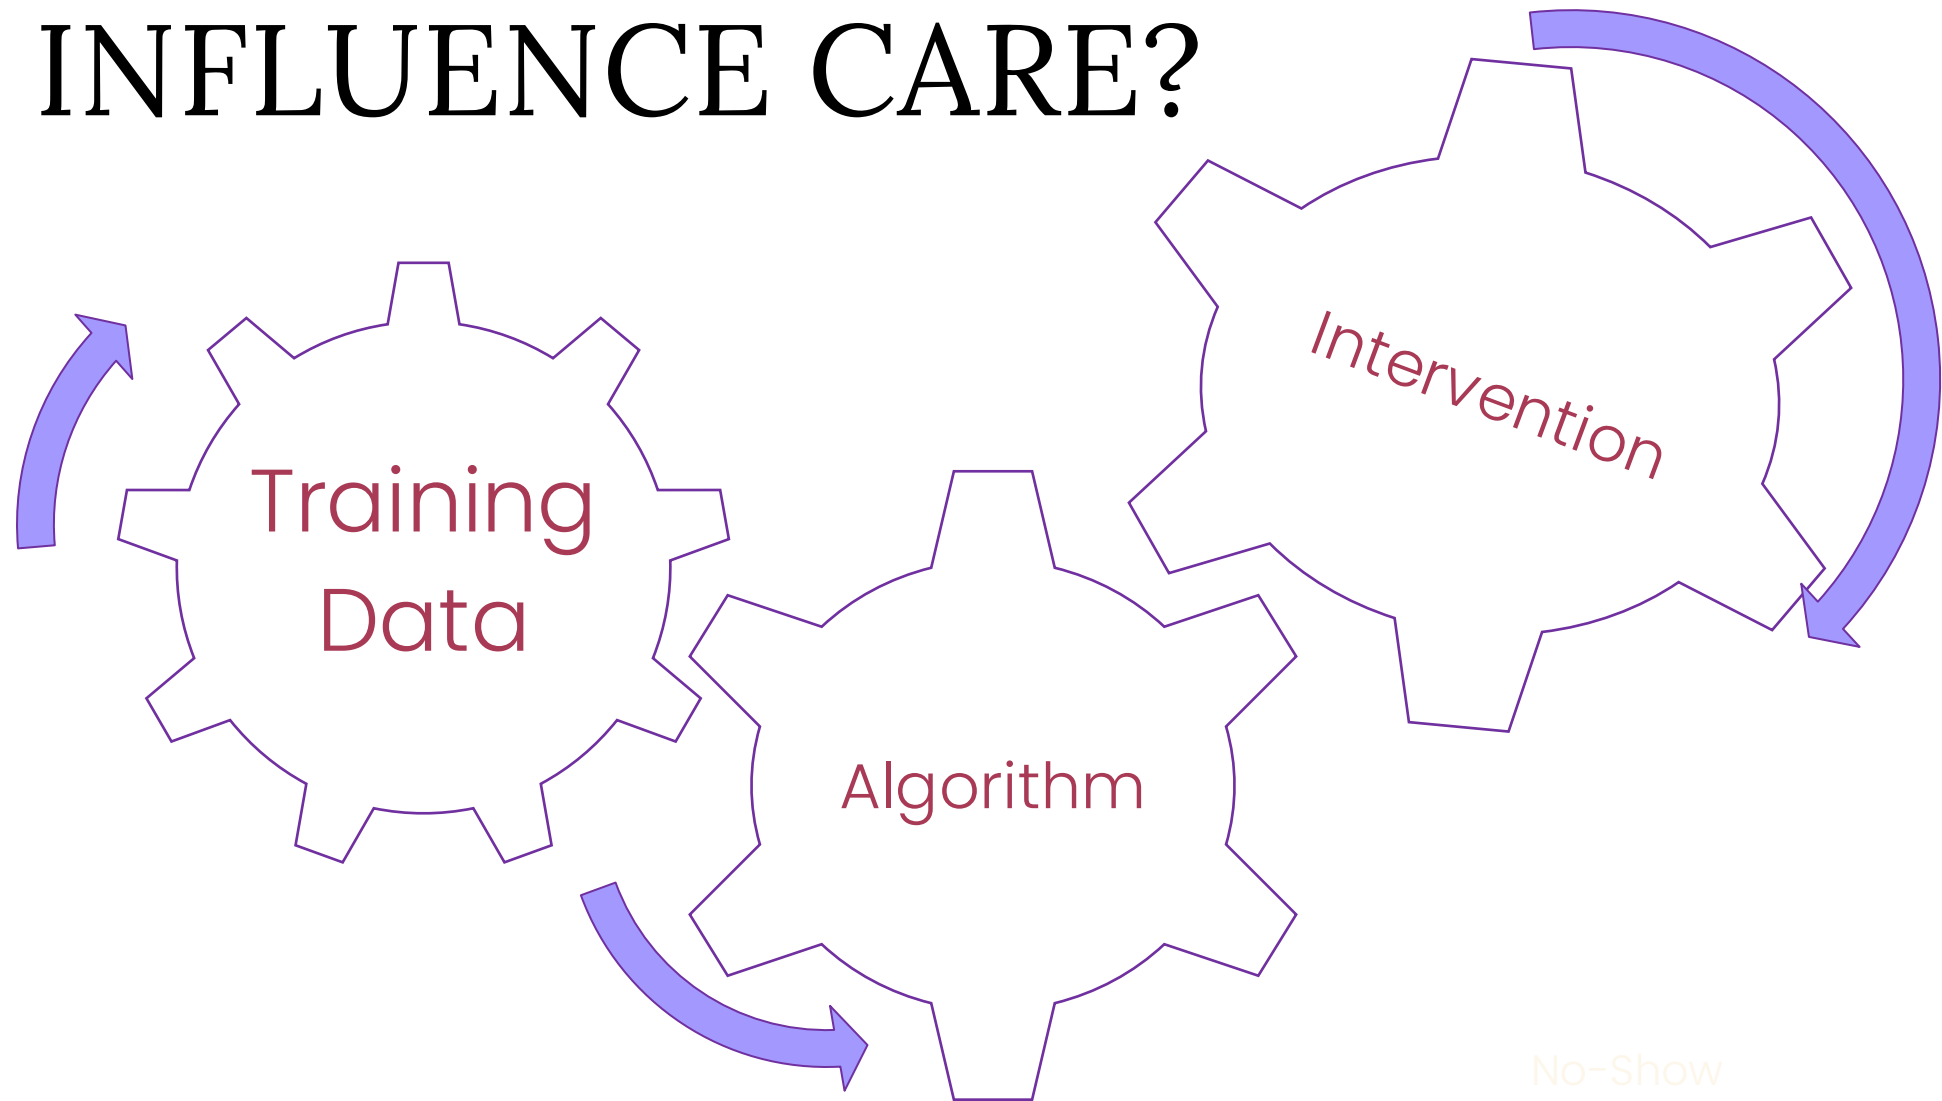 INFLUENCE CARE?
Training
Data
Algorithm
Intervention
No-Show